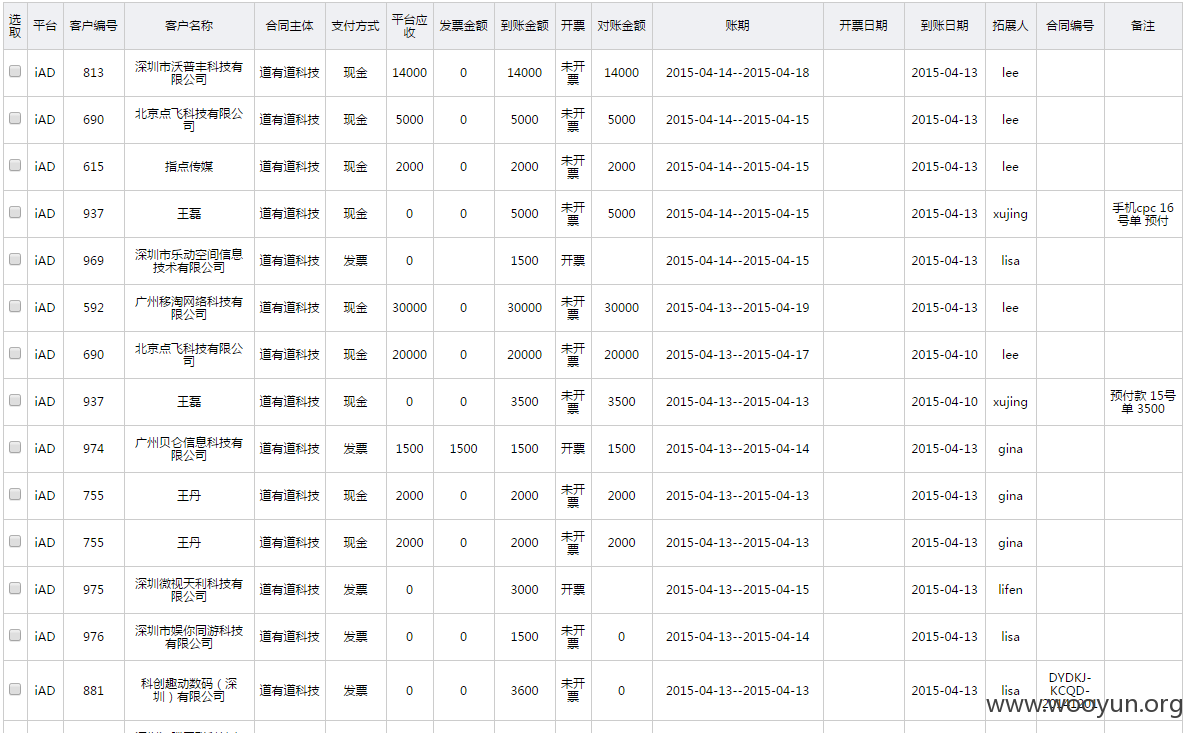 选取 平台 客户编号 客户名称 合同主体 支付方式 平台应收 发票金额 到账金额 开票 对账金额 账期 开票日期 到账日期 拓展人 合同编号 备注
iAD 813 深圳市沃普丰科技有限公司 道有道科技 现金 14000 0 14000 未开票 14000 2015-04-14--2015-04-18 2015-04-13 lee
iAD 690 北京点飞科技有限公司 道有道科技 现金 5000 0 5000 未开票 5000 2015-04-14--2015-04-15 2015-04-13 lee
iAD 615 指点传媒 道有道科技 现金 2000 0 2000 未开票 2000 2015-04-14--2015-04-15 2015-04-13 lee
iAD 937 王磊 道有道科技 现金 0 0 5000 未开票 5000 2015-04-14--2015-04-15 2015-04-13 xujing 手机cpc 16号单 预付
iAD 969 深圳市乐动空间信息技术有限公司 道有道科技 发票 0 1500 开票 2015-04-14--2015-04-15 2015-04-13 lisa
iAD 592 广州移淘网络科技有限公司 道有道科技 现金 30000 0 30000 未开票 30000 2015-04-13--2015-04-19 2015-04-13 lee
iAD 690 北京点飞科技有限公司 道有道科技 现金 20000 0 20000 未开票 20000 2015-04-13--2015-04-17 2015-04-10 lee
iAD 937 王磊 道有道科技 现金 0 0 3500 未开票 3500 2015-04-13--2015-04-13 2015-04-10 xujing 预付款 15号单 3500
iAD 974 广州贝仑信息科技有限公司 道有道科技 发票 1500 1500 1500 开票 1500 2015-04-13--2015-04-14 2015-04-13 gina
iAD 755 王丹 道有道科技 现金 2000 0 2000 未开票 2000 2015-04-13--2015-04-13 2015-04-13 gina
iAD 755 王丹 道有道科技 现金 2000 0 2000 未开票 2000 2015-04-13--2015-04-13 2015-04-13 gina
iAD 975 深圳微视天利科技有限公司 道有道科技 发票 0 3000 开票 2015-04-13--2015-04-15 2015-04-13 lifen
iAD 976 深圳市娱你同游科技有限公司 道有道科技 发票 0 0 1500 未开票 0 2015-04-13--2015-04-14 2015-04-13 lisa
iAD 881 科创趣动数码（深圳）有限公司 道有道科技 发票 0 0 3600 未开票 0 2015-04-13--2015-04-13 2015-04-13 lisa DYDKJ-KCQD-20141201
www.wooyun.org